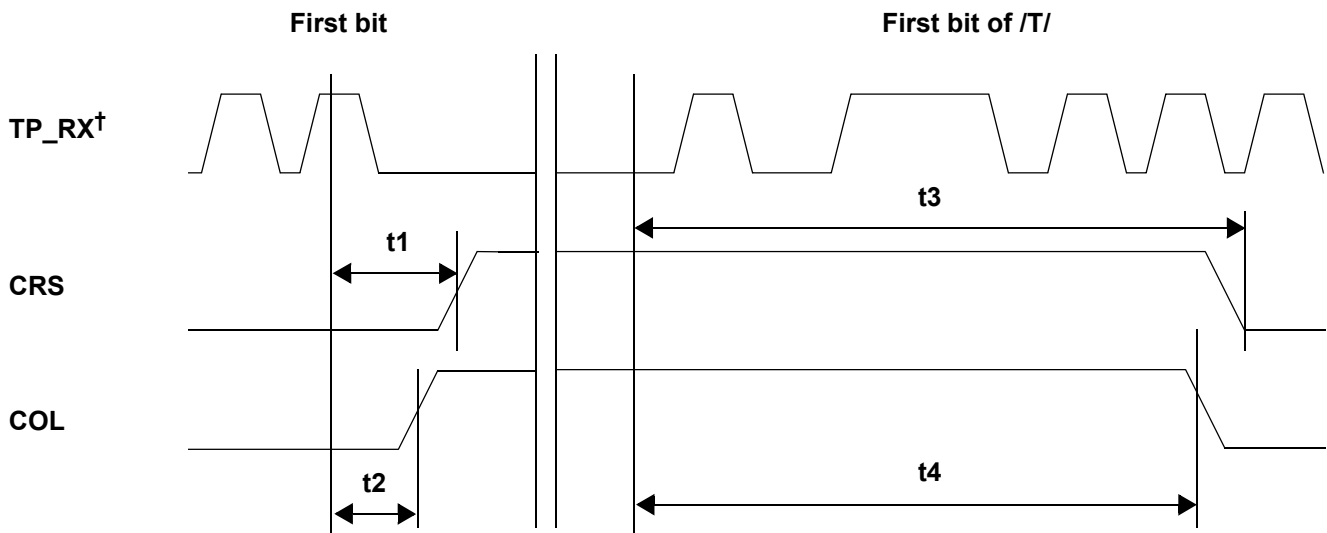 First bit
First bit of /T/
TP_RX†
t3
t1
CRS
COL
t2
t4